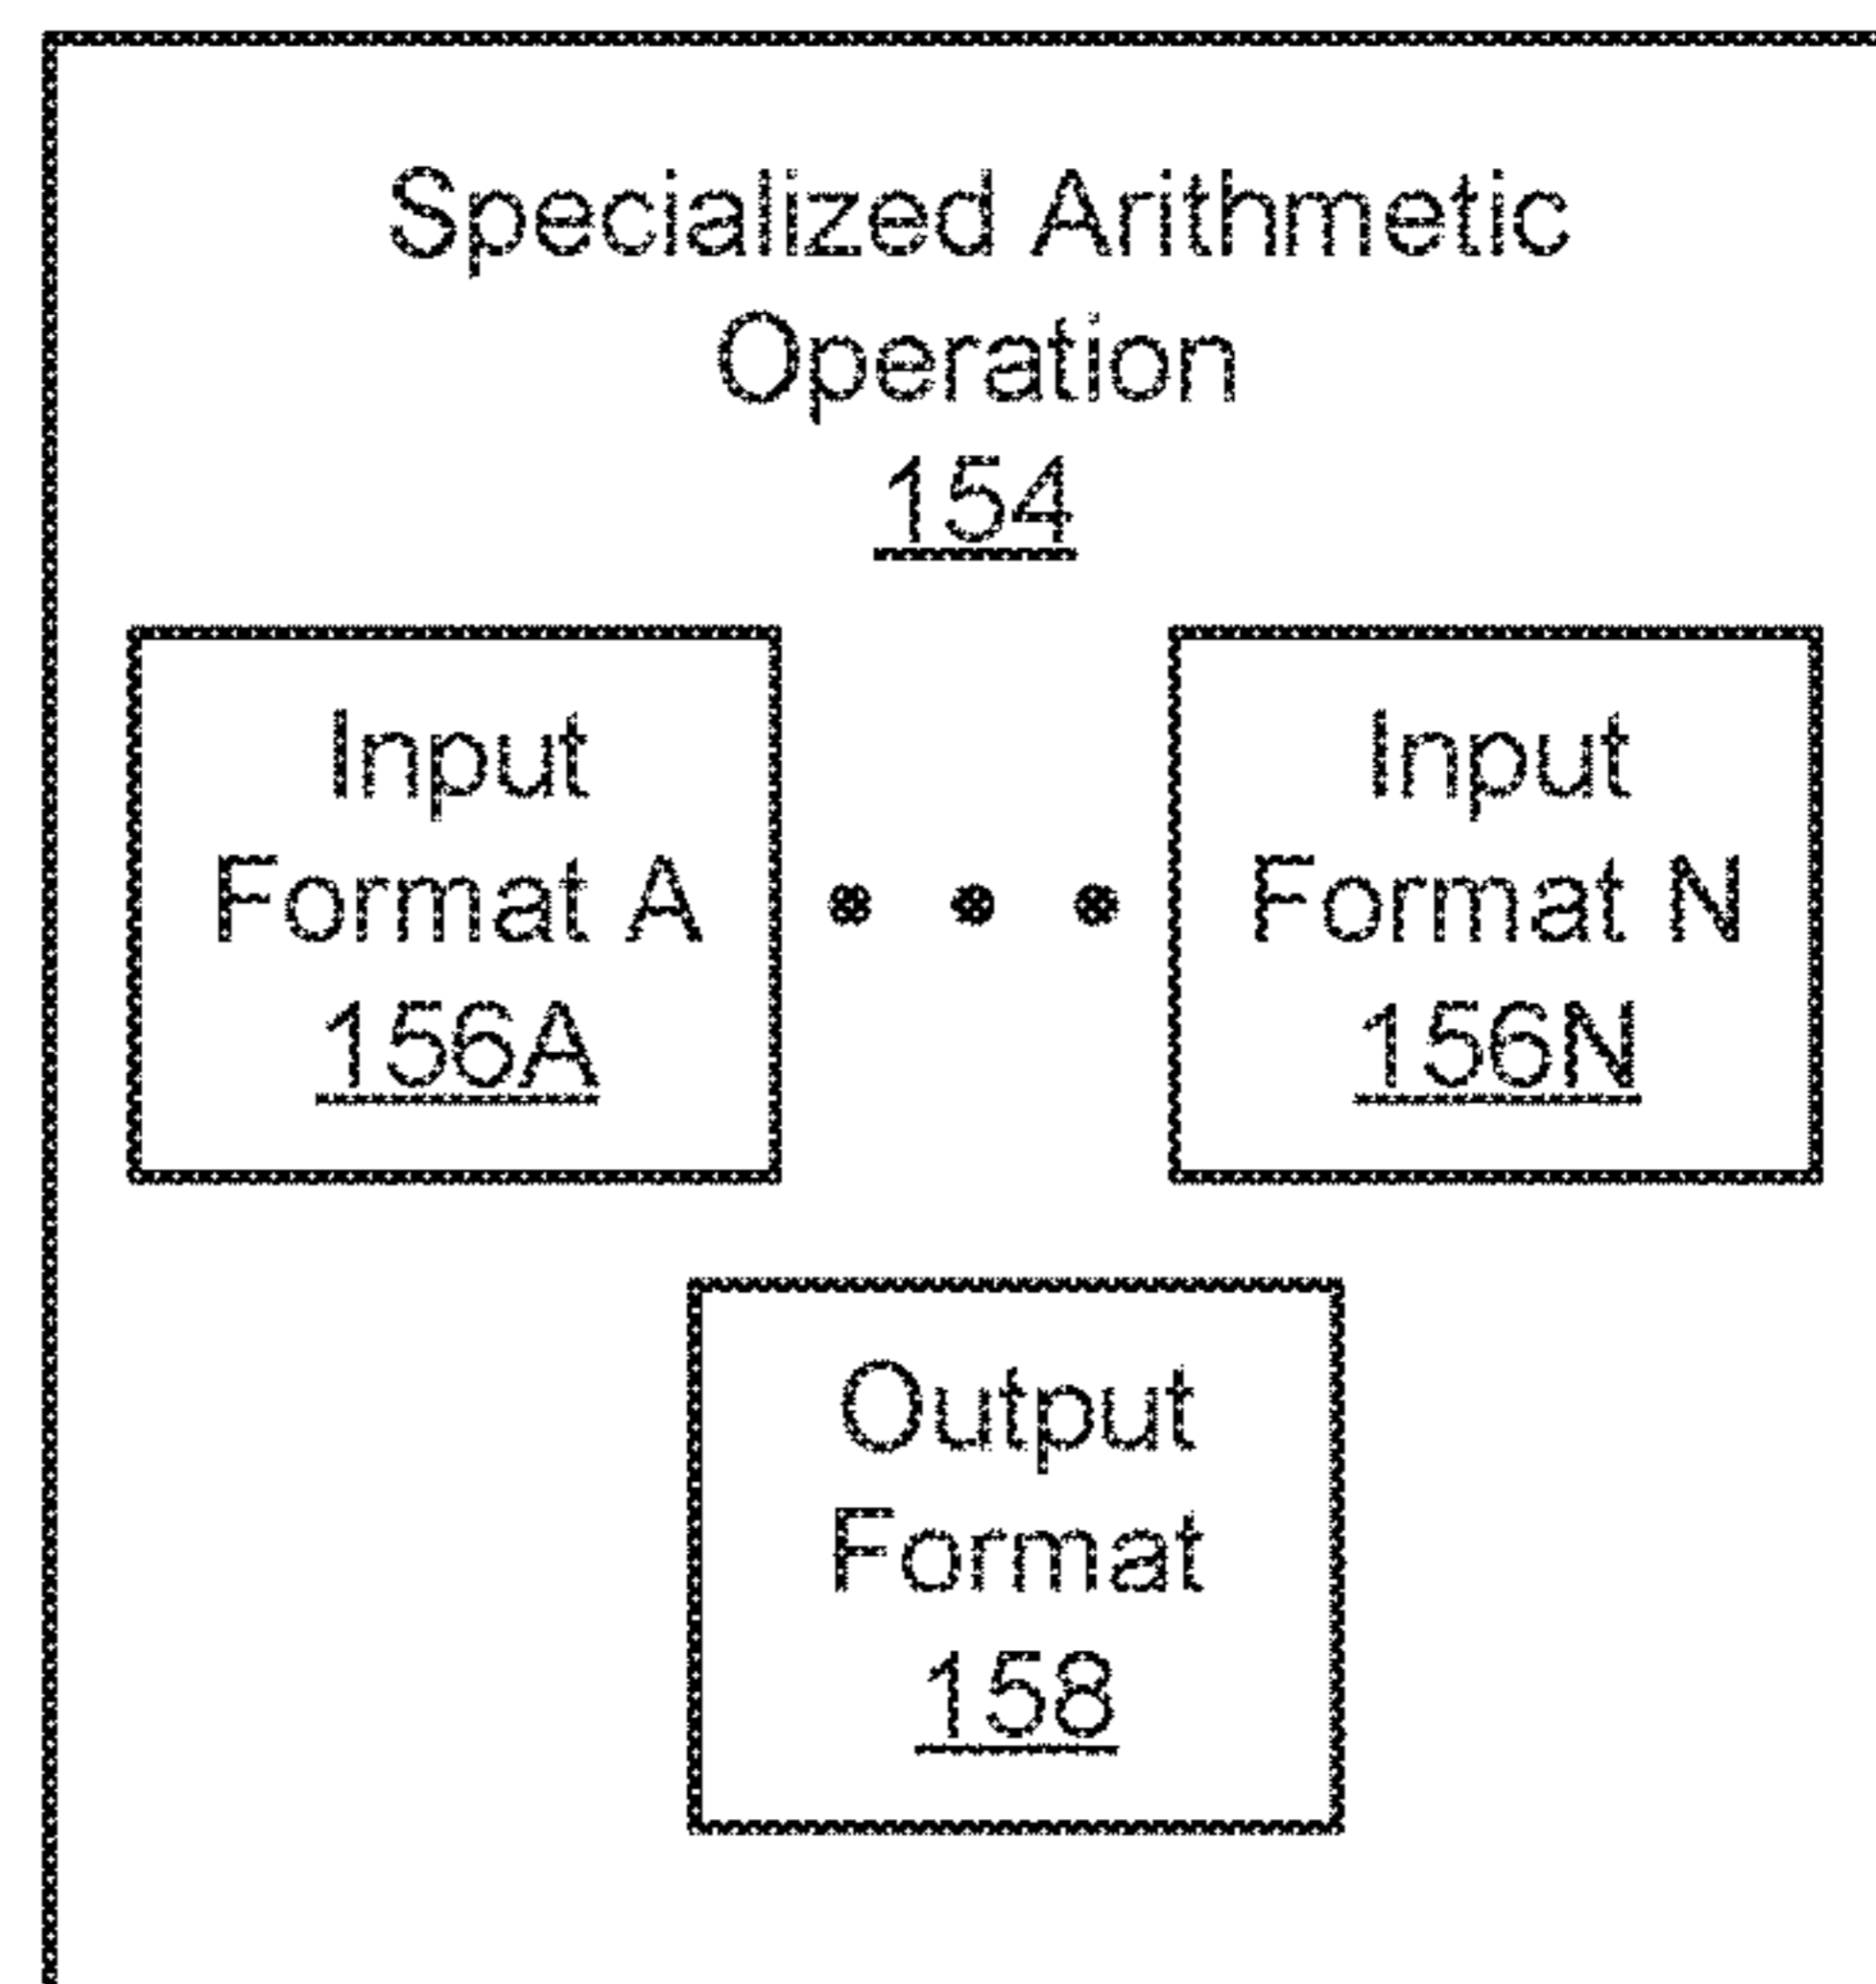 Specialized Arithmetic
Operation
154
Input
Format A
156A
Input
Format N
156N
Output
Format
158